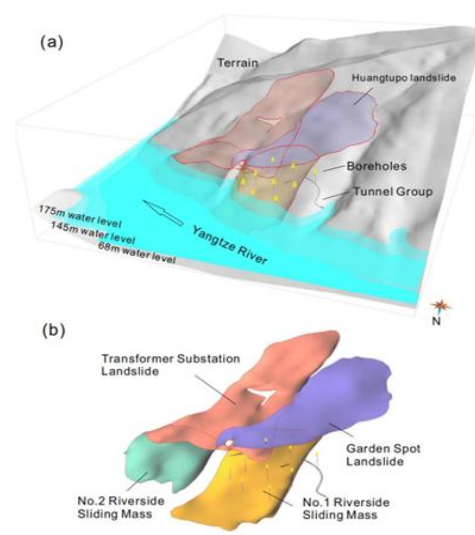 (a)
Terrain
Huangtupo landslide
Boreholes
Tunnel Group
175m water level
145m water level
68m water level
Yangtze River
N
(b)
Transformer Substation
Landslide
Garden Spot
Landslide
No.2 Riverside
Sliding Mass
No.1 Riverside
Sliding Mass